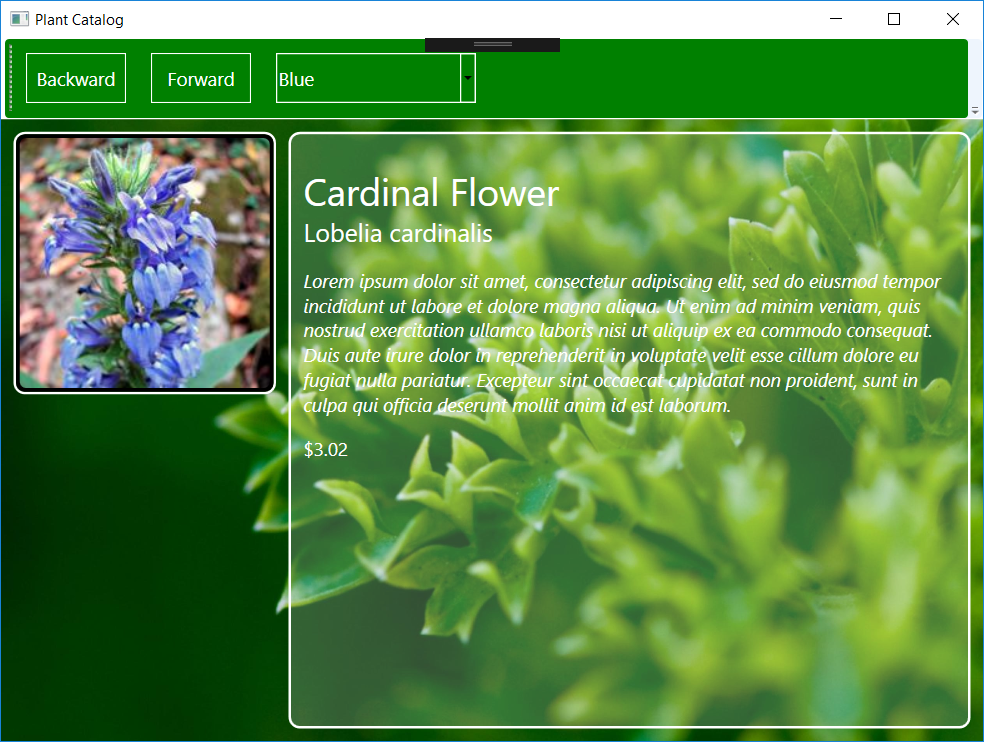 Plant Catalog
Backward
Forward
Blue
Cardinal Flower
Lobelia cardinalis
Lorem ipsum dolor sit amet, consectetur adipiscing elit, sed do eiusmod tempor
incididunt ut labore et dolore magna aliqua. Ut enim ad minim veniam, quis
nostrud exercitation ullamco laboris nisi ut aliquip ex ea commodo consequat.
Duis aute irure dolor in reprehenderit in voluptate velit esse cillum dolore eu
fugiat nulla pariatur. Excepteur sint occaecat cupidatat non proident, sunt in
culpa qui officia deserunt mollit anim id est laborum.
$3.02